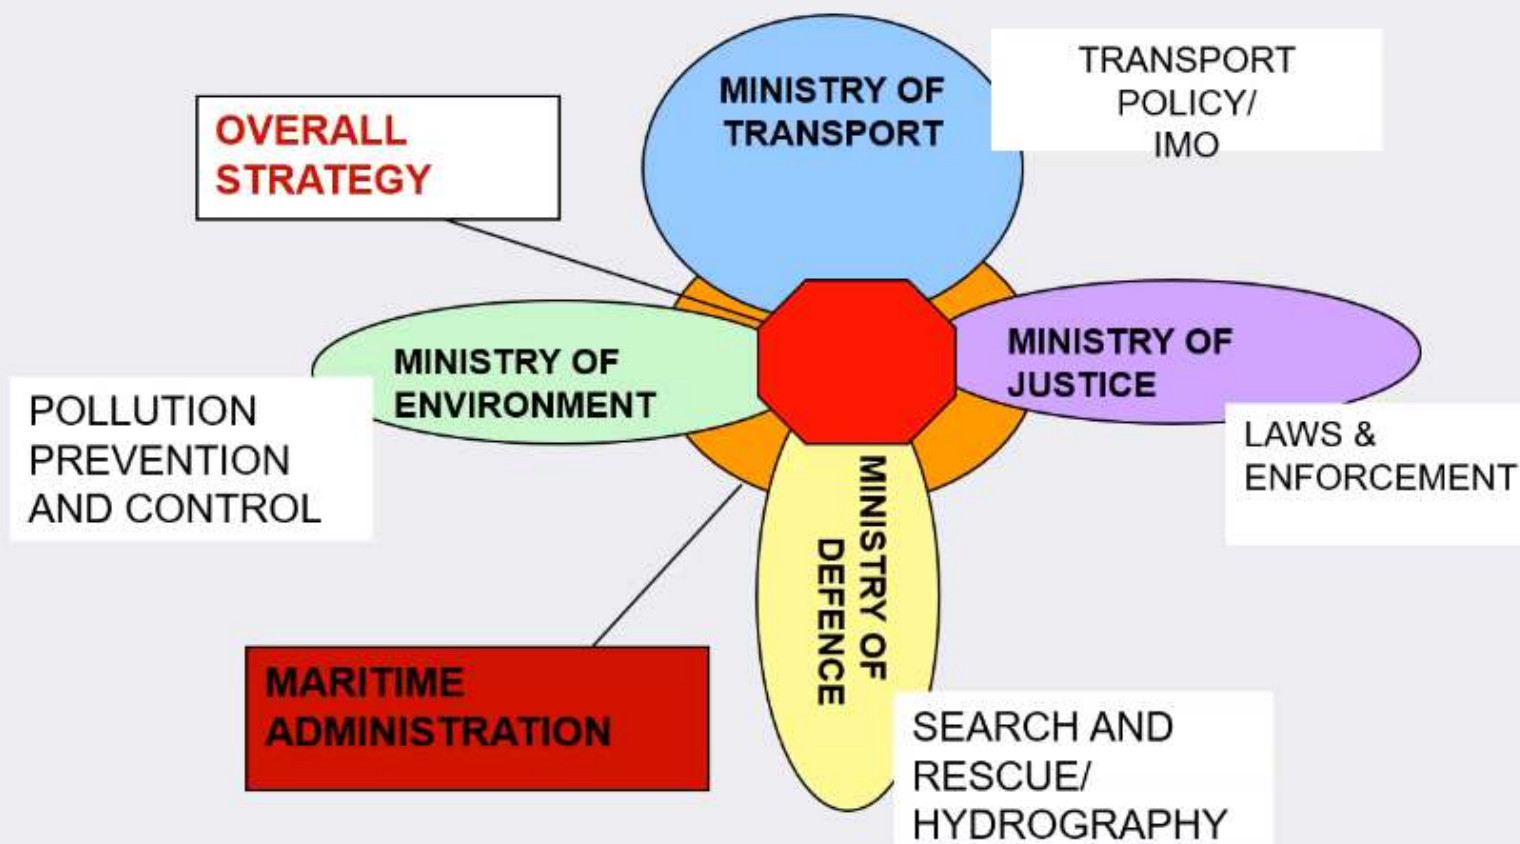 MINISTRY OF
TRANSPORT
TRANSPORT
POLICY/
IMO
OVERALL
STRATEGY
MINISTRY OF
ENVIRONMENT
MINISTRY OF
JUSTICE
POLLUTION
PREVENTION
AND CONTROL
LAWS &
ENFORCEMENT
MINISTRY OF
DEFENCE
MARITIME
ADMINISTRATION
SEARCH AND
RESCUE/
HYDROGRAPHY